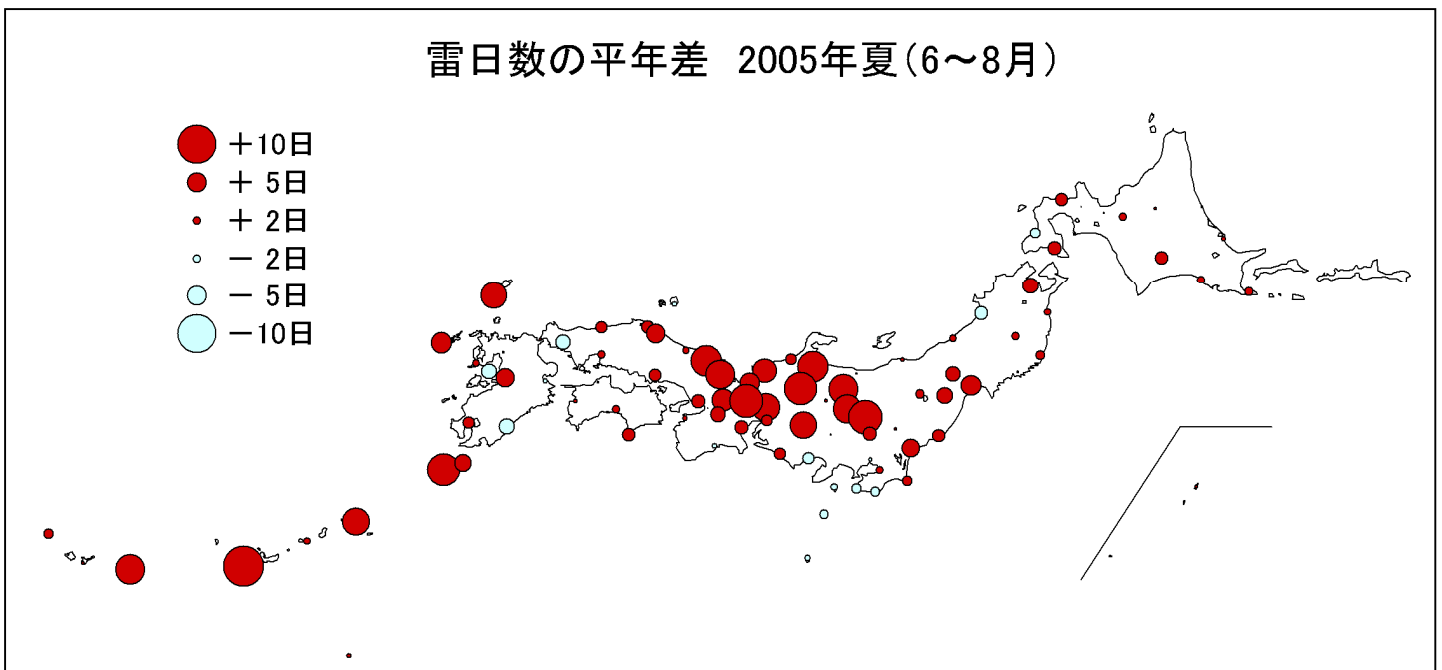 雷日数の平年差　2005年夏（6～8月）
＋10日
＋ 5日
＋ 2日
－ 2日
－ 5日
－10日